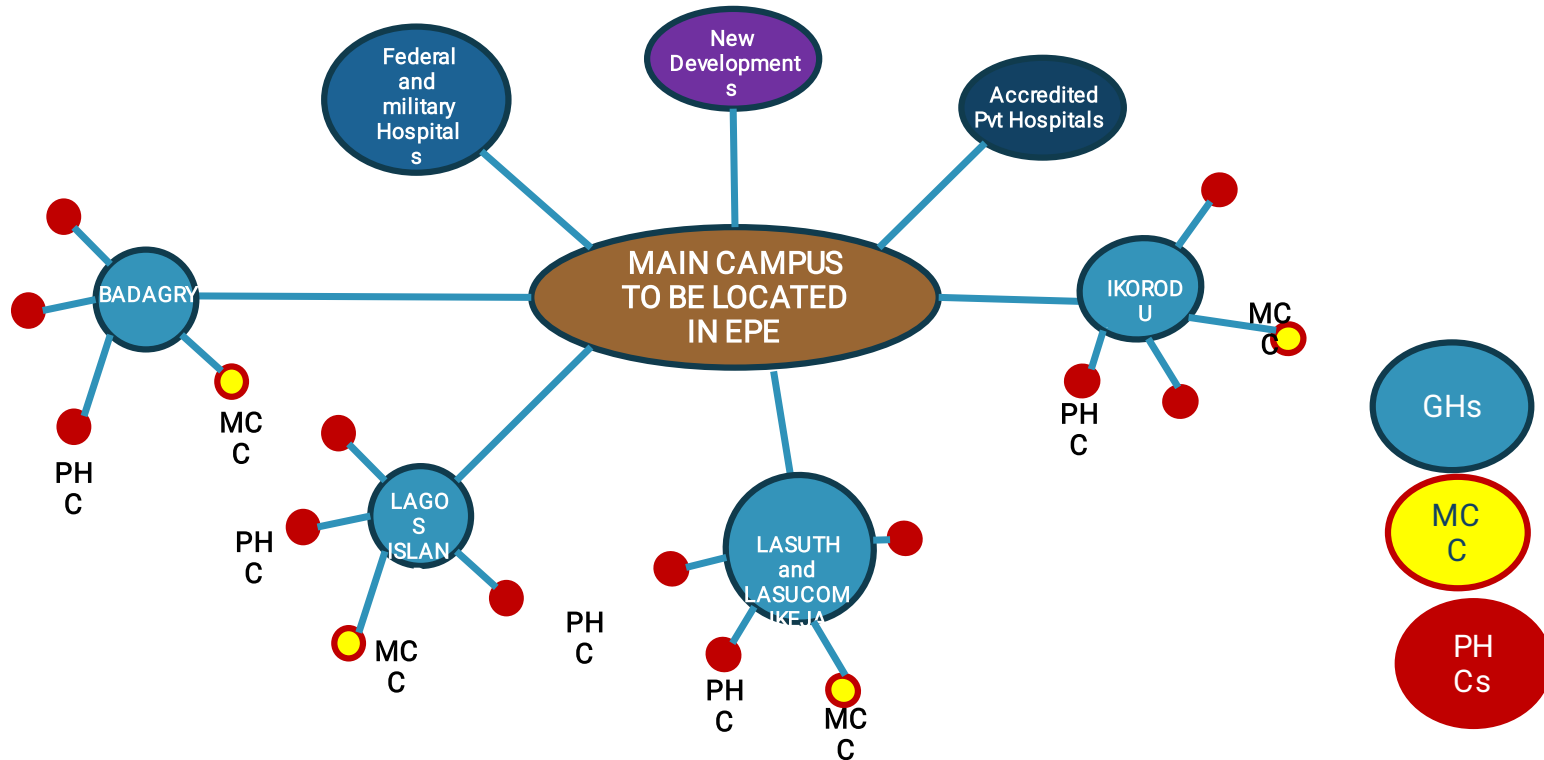 Federal
and
military
Hospital
s
New
Development
s
Accredited
Pvt Hospitals
MAIN CAMPUS
TO BE LOCATED
IN EPE
BADAGRY
MC
C
PH
C
IKOROD
U
MC
C
PH
C
LAGO
S
ISLAN
PH
C
MC
C
PH
C
LASUTH
and
LASUCOM
IKEJA
PH
C
MC
C
GHs
MC
C
PH
Cs